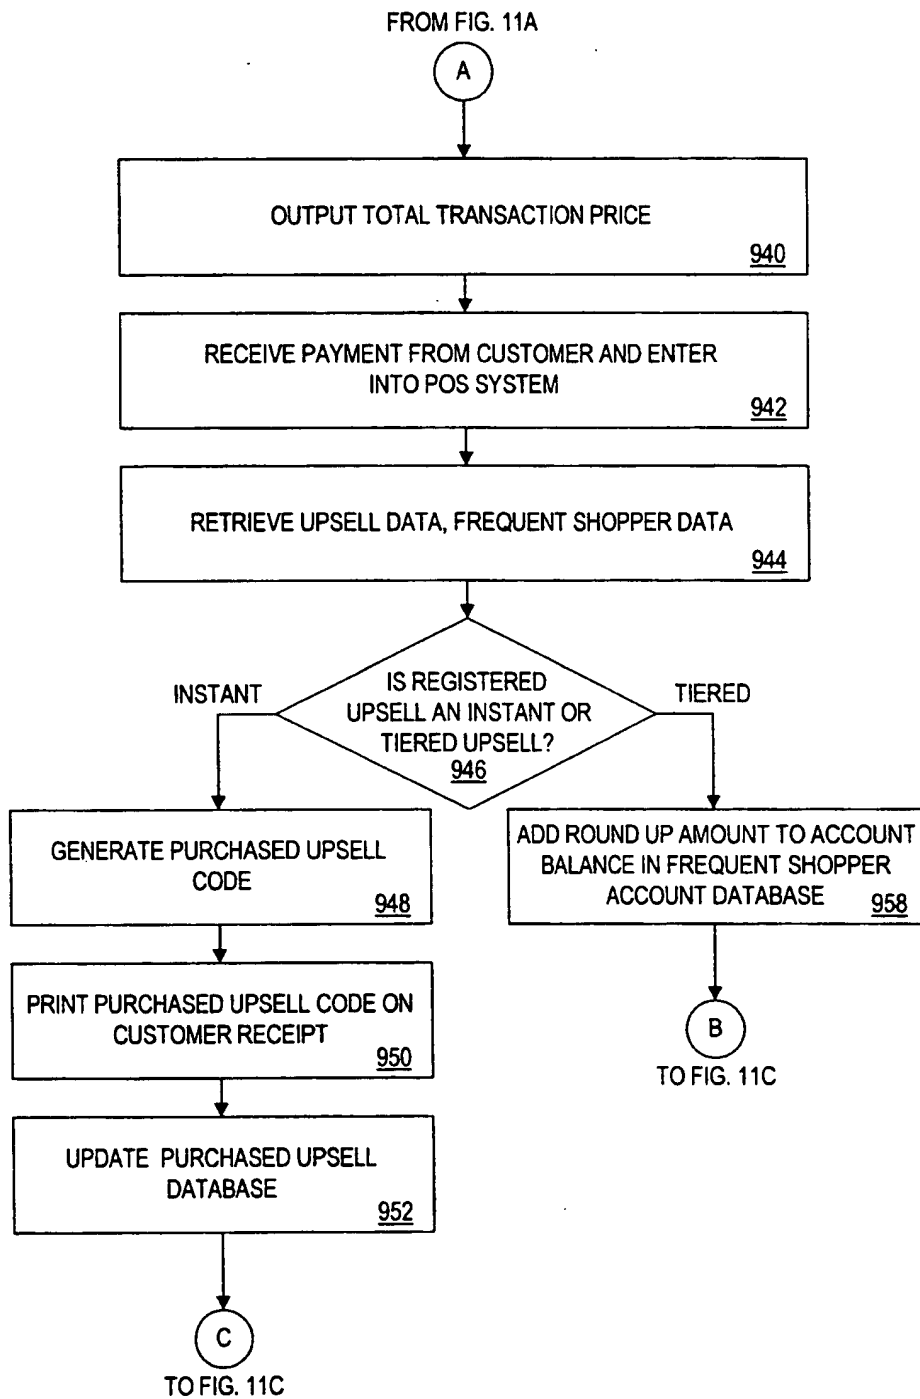 FROM FIG. 11A
A
OUTPUT TOTAL TRANSACTION PRICE
940
RECEIVE PAYMENT FROM CUSTOMER AND ENTER
INTO POS SYSTEM
942
RETRIEVE UPSELL DATA, FREQUENT SHOPPER DATA
944
IS REGISTERED
UPSELL AN INSTANT OR
TIERED UPSELL?
946
INSTANT
TIERED
GENERATE PURCHASED UPSELL
CODE
948
PRINT PURCHASED UPSELL CODE ON
CUSTOMER RECEIPT
950
UPDATE PURCHASED UPSELL
DATABASE
952
C
TO FIG. 11C
ADD ROUND UP AMOUNT TO ACCOUNT
BALANCE IN FREQUENT SHOPPER
ACCOUNT DATABASE
958
B
TO FIG. 11C